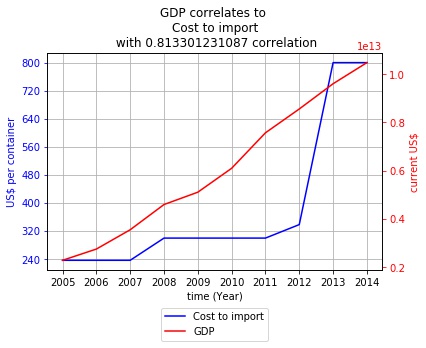 GDP correlates to
Cost to import
with 0.813301231087 correlation
1e13
800
720
640
560
480
400
320
240
US$ per container
1.0
0.8
0.6
0.4
0.2
current US$
2005 2006 2007 2008 2009 2010 2011 2012 2013 2014
time (Year)
Cost to import
GDP